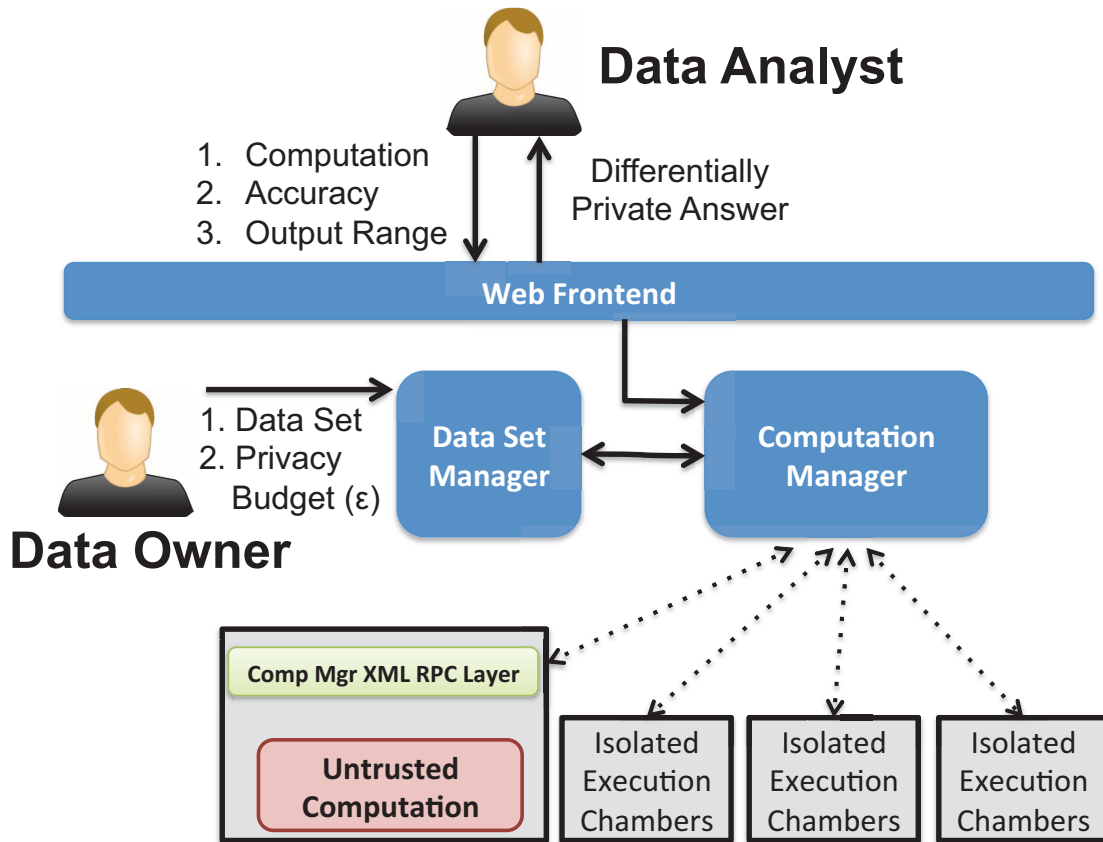 Data Analyst
1. Computation
2. Accuracy
3. Output Range
Differentially
Private Answer
Web Frontend
1. Data Set
2. Privacy
Budget (ε)
Data Owner
Data Set
Manager
Computation
Manager
Comp Mgr XML RPC Layer
Untrusted
Computation
Isolated
Execution
Chambers
Isolated
Execution
Chambers
Isolated
Execution
Chambers